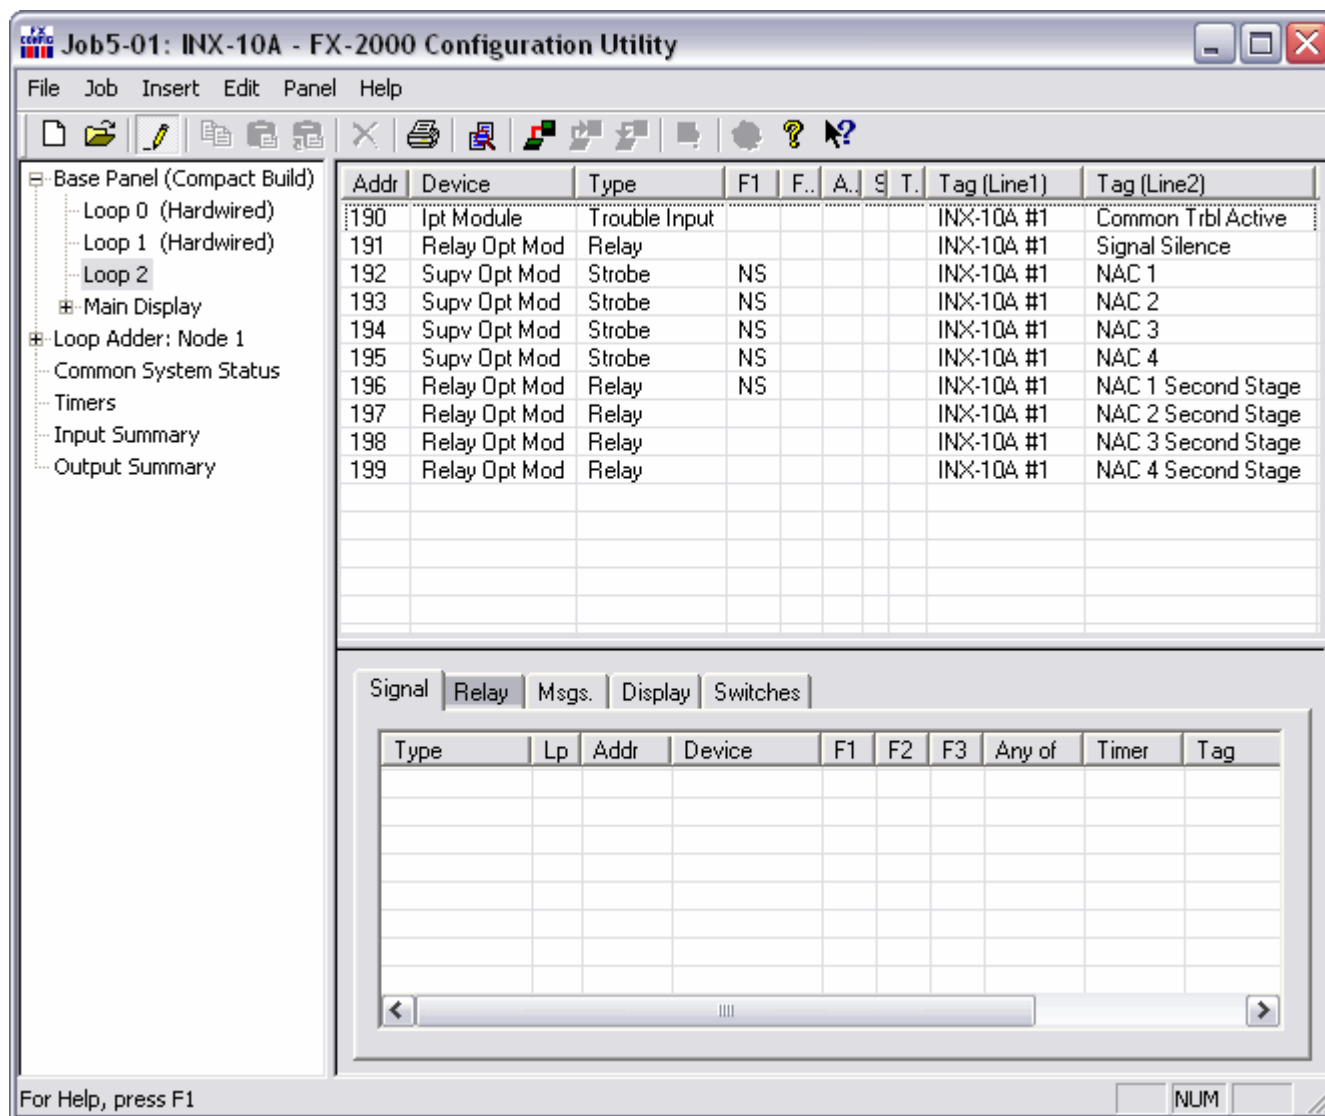 FX
CONFIG
Job5-01: INX-10A - FX-2000 Configuration Utility
File Job Insert Edit Panel Help
Base Panel (Compact Build)
Loop 0 (Hardwired)
Loop 1 (Hardwired)
Loop 2
Main Display
Loop Adder: Node 1
Common System Status
Timers
Input Summary
Output Summary
Addr Device Type F1 F.. A.. S T. Tag (Line1) Tag (Line2)
190 Ipt Module Trouble Input INX-10A #1 Common Trbl Active
191 Relay Opt Mod Relay INX-10A #1 Signal Silence
192 Supv Opt Mod Strobe NS INX-10A #1 NAC 1
193 Supv Opt Mod Strobe NS INX-10A #1 NAC 2
194 Supv Opt Mod Strobe NS INX-10A #1 NAC 3
195 Supv Opt Mod Strobe NS INX-10A #1 NAC 4
196 Relay Opt Mod Relay NS INX-10A #1 NAC 1 Second Stage
197 Relay Opt Mod Relay INX-10A #1 NAC 2 Second Stage
198 Relay Opt Mod Relay INX-10A #1 NAC 3 Second Stage
199 Relay Opt Mod Relay INX-10A #1 NAC 4 Second Stage
Signal Relay Msgs. Display Switches
Type Lp Addr Device F1 F2 F3 Any of Timer Tag
For Help, press F1
NUM